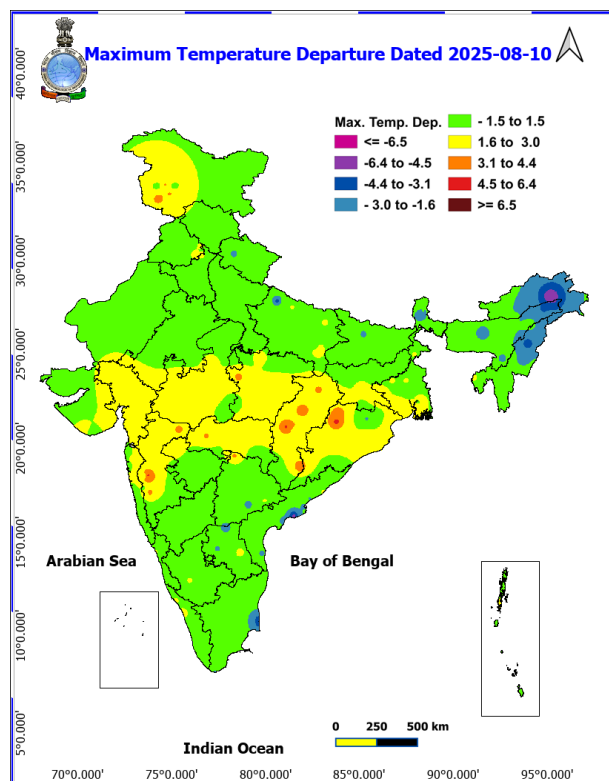 Maximum Temperature Departure Dated 2025-08-10
Max. Temp. Dep.
<= -6.5
-6.4 to -4.5
-4.4 to -3.1
- 3.0 to -1.6
- 1.5 to 1.5
1.6 to 3.0
3.1 to 4.4
4.5 to 6.4
>= 6.5
40°0.000'
35°0.000'
30°0.000'
25°0.000'
20°0.000'
15°0.000'
10°0.000'
5°0.000'
Arabian Sea
Bay of Bengal
0 250 500 km
Indian Ocean
70°0.000' 75°0.000' 80°0.000' 85°0.000' 90°0.000' 95°0.000'